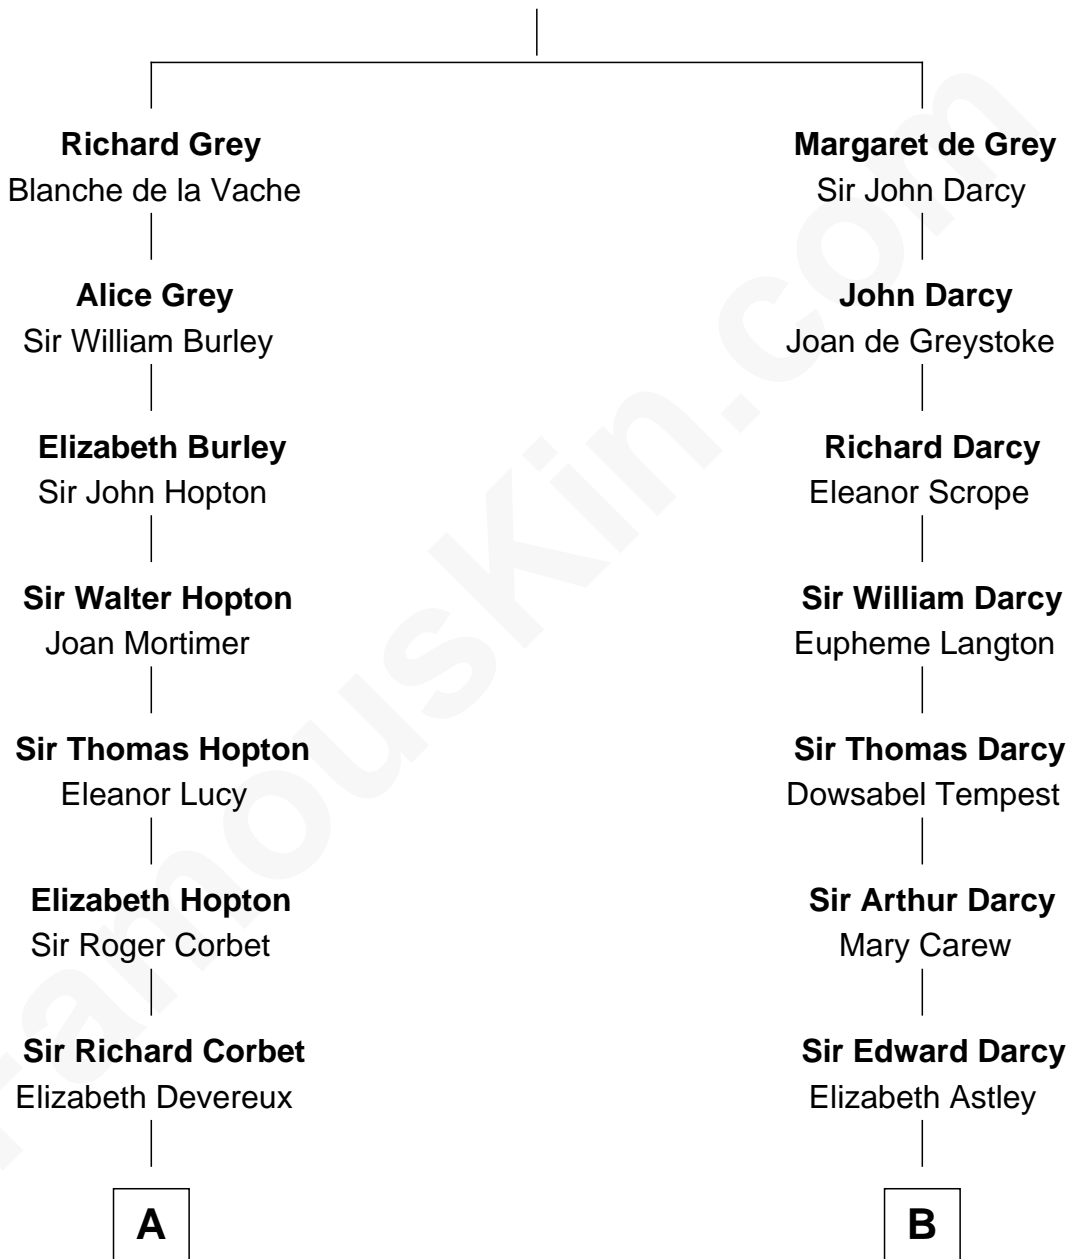 Richard Grey
Blanche de la Vache
Margaret de Grey
Sir John Darcy
Alice Grey
Sir William Burley
John Darcy
Joan de Greystoke
Elizabeth Burley
Sir John Hopton
Richard Darcy
Eleanor Scrope
Sir Walter Hopton
Joan Mortimer
Sir William Darcy
Eupheme Langton
Sir Thomas Hopton
Eleanor Lucy
Sir Thomas Darcy
Dowsabel Tempest
Elizabeth Hopton
Sir Roger Corbet
Sir Arthur Darcy
Mary Carew
Sir Richard Corbet
Elizabeth Devereux
Sir Edward Darcy
Elizabeth Astley
A
B
FamousKin.com